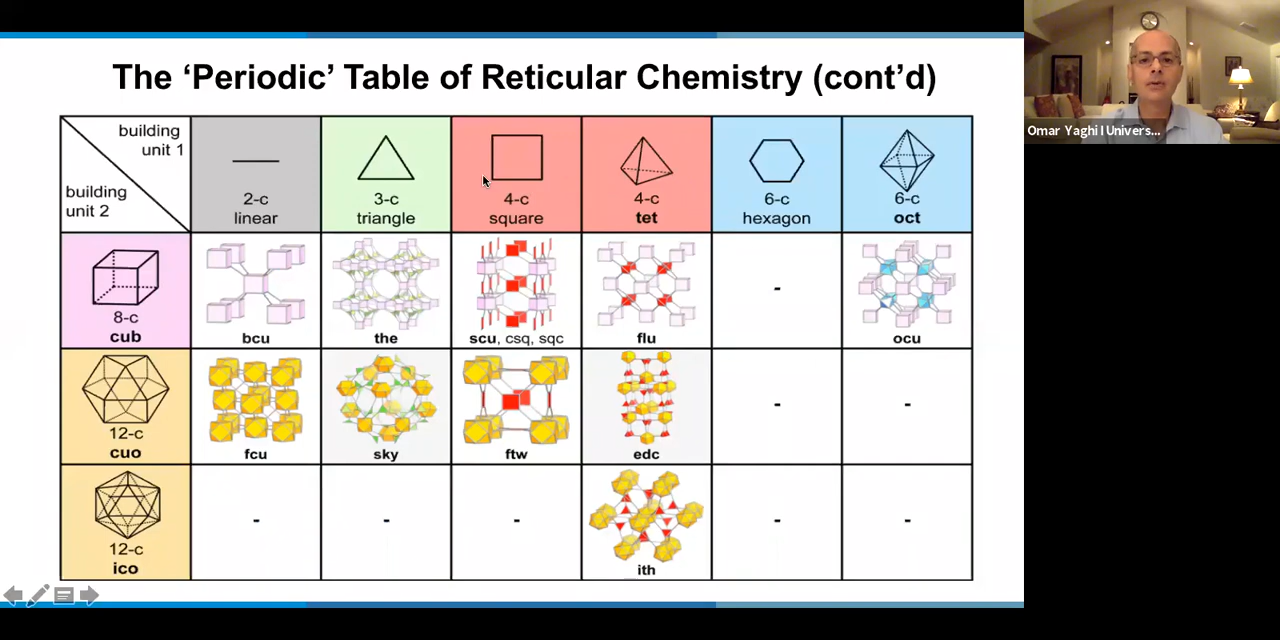 The ‘Periodic’ Table of Reticular Chemistry (cont’d)
Omar Yaghi I Univers...
building
unit 1
building
unit 2
2-c
linear
3-c
triangle
4-c
square
4-c
tet
6-c
hexagon
6-c
oct
8-c
cub
bcu
the
scu, csq, sqc
flu
-
ocu
12-c
cuo
fcu
sky
ftw
edc
-
-
12-c
ico
-
-
-
ith
-
-